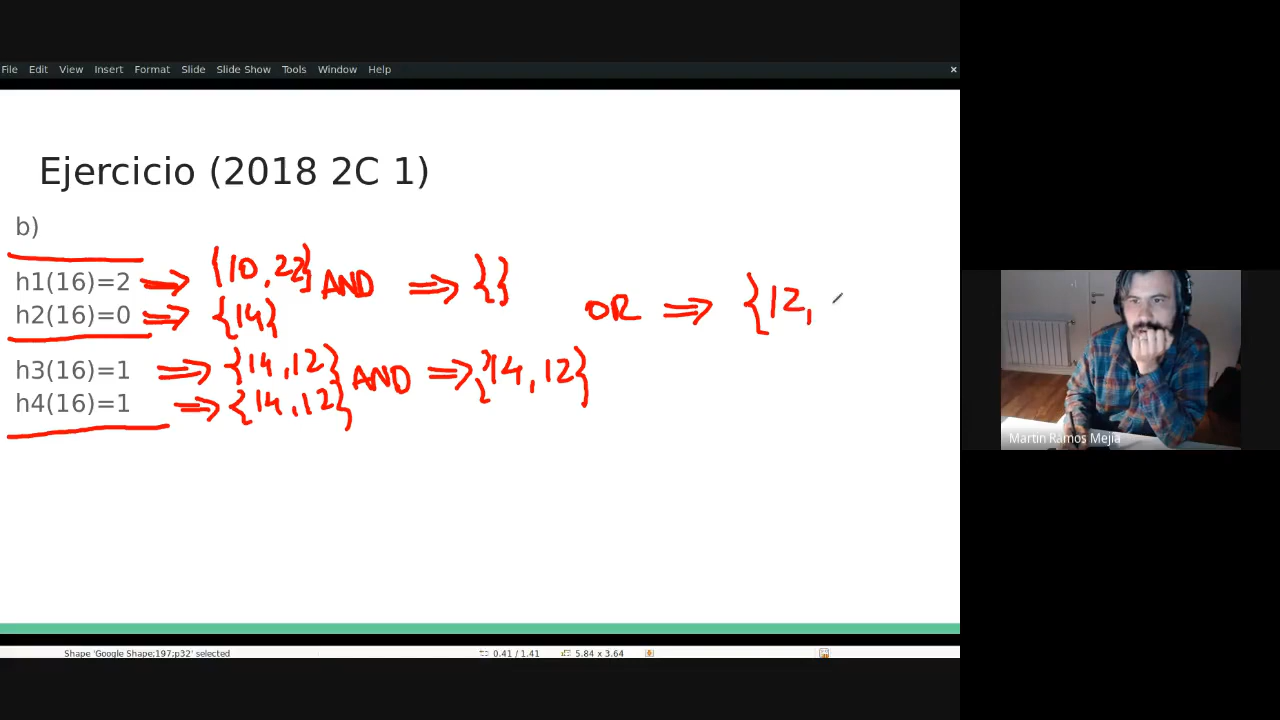 File Edit View Insert Format Slide Slide Show Tools Window Help
Ejercicio (2018 2C 1)
b)
h1(16)=2 ⇒ {10,22} AND ⇒ {}
h2(16)=0 ⇒ {14}
OR ⇒ {12,
h3(16)=1 ⇒ {14,12} AND ⇒ {14,12}
h4(16)=1 ⇒ {14,12}
Martin Ramos Mejia
Shape 'Google Shape;197;p32' selected 0.41 / 1.41 5.84 x 3.64